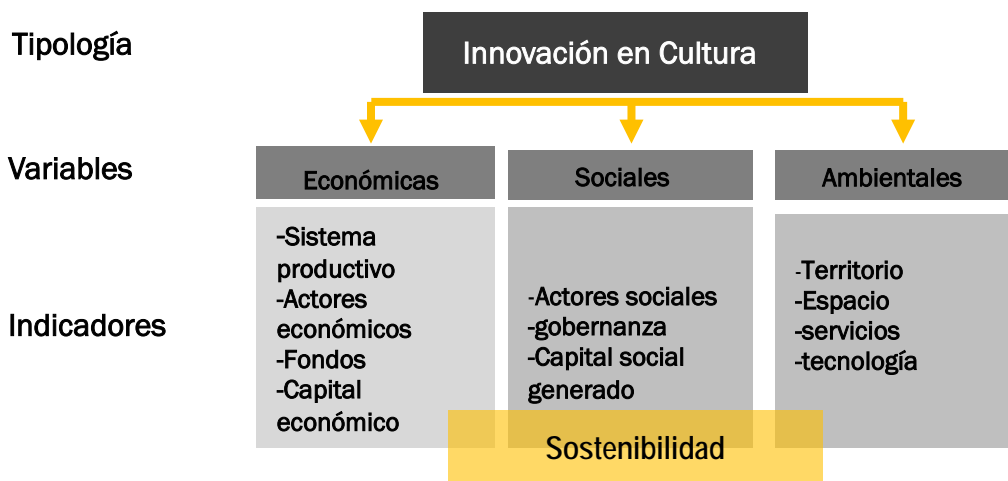 Tipología
Innovación en Cultura
Variables
Económicas
Sociales
Ambientales
Indicadores
-Sistema
productivo
-Actores
económicos
-Fondos
-Capital
económico
-Actores sociales
-gobernanza
-Capital social
generado
-Territorio
-Espacio
-servicios
-tecnología
Sostenibilidad